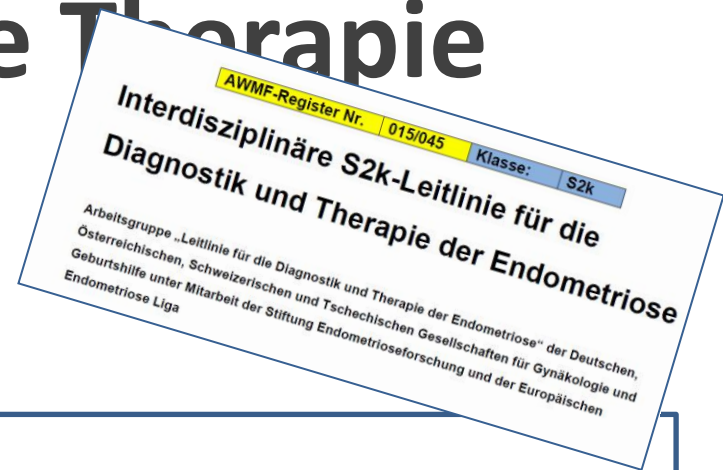 e Therapie
AWMF-Register Nr. 015/045 Klasse: S2k
Interdisziplinäre S2k-Leitlinie für die
Diagnostik und Therapie der Endometriose
Arbeitsgruppe „Leitlinie für die Diagnostik und Therapie der Endometriose“ der Deutschen,
Österreichischen, Schweizerischen und Tschechischen Gesellschaften für Gynäkologie und
Geburtshilfe unter Mitarbeit der Stiftung Endometrioseforschung und der Europäischen
Endometriose Liga